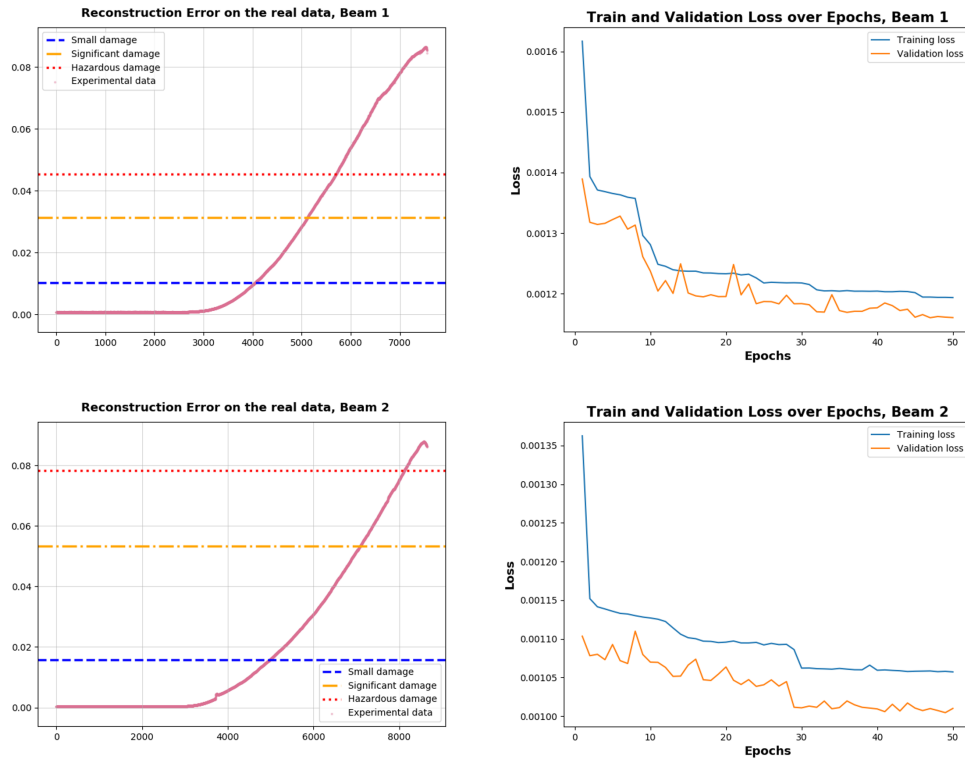 Reconstruction Error on the real data, Beam 1
Small damage
Significant damage
Hazardous damage
Experimental data
0.08
0.06
0.04
0.02
0.00
0 1000 2000 3000 4000 5000 6000 7000
Train and Validation Loss over Epochs, Beam 1
Training loss
Validation loss
0.0016
0.0015
0.0014
0.0013
0.0012
Loss
0 10 20 30 40 50
Epochs
Reconstruction Error on the real data, Beam 2
0.08
0.06
0.04
0.02
0.00
Small damage
Significant damage
Hazardous damage
Experimental data
0 2000 4000 6000 8000
Train and Validation Loss over Epochs, Beam 2
Training loss
Validation loss
0.00135
0.00130
0.00125
0.00120
0.00115
0.00110
0.00105
0.00100
Loss
0 10 20 30 40 50
Epochs